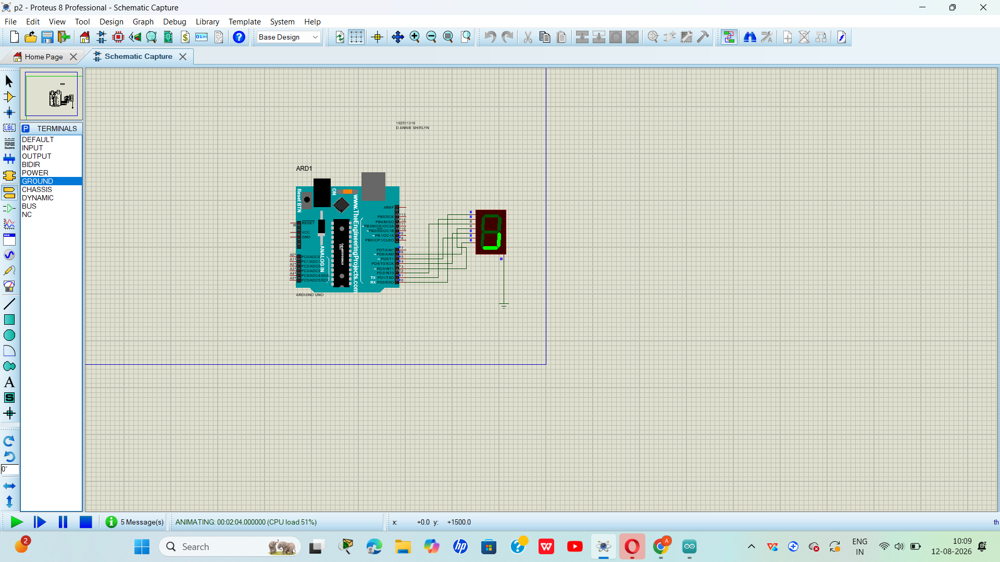 p2 - Proteus 8 Professional - Schematic Capture
File Edit View Tool Design Graph Debug Library Template System Help
Base Design
Home Page
Schematic Capture
P TERMINALS
DEFAULT
INPUT
OUTPUT
BIDIR
POWER
GROUND
CHASSIS
DYNAMIC
BUS
NC
LBL
A
S
0°
192511319
D ANNIE SHIRLYN
ARD1
Reset BTN
ON
www.TheEngineeringProjects.com
ANALOG IN
RESET
VCC
GND
A0 PC0/ADC0
A1 PC1/ADC1
A2 PC2/ADC2
A3 PC3/ADC3
A4 PC4/ADC4/SDA
A5 PC5/ADC5/SCL
AREF
PB5/SCK 13
PB4/MISO 12
~PB3/MOSI/OC2A 11
~PB2/SS/OC1B 10
~PB1/OC1A 9
PB0/ICP1/CLKO 8
PD7/AIN1 7
~PD6/AIN0 6
~PD5/T1 5
PD4/T0/XCK 4
~PD3/INT1 3
PD2/INT0 2
TX PD1/TXD 1
RX PD0/RXD 0
ARDUINO UNO
5 Message(s)
ANIMATING: 00:02:04.000000 (CPU load 51%)
x: +0.0 y: +1500.0
th
2
Search
hp
A
ENG
IN
10:09
12-08-2026